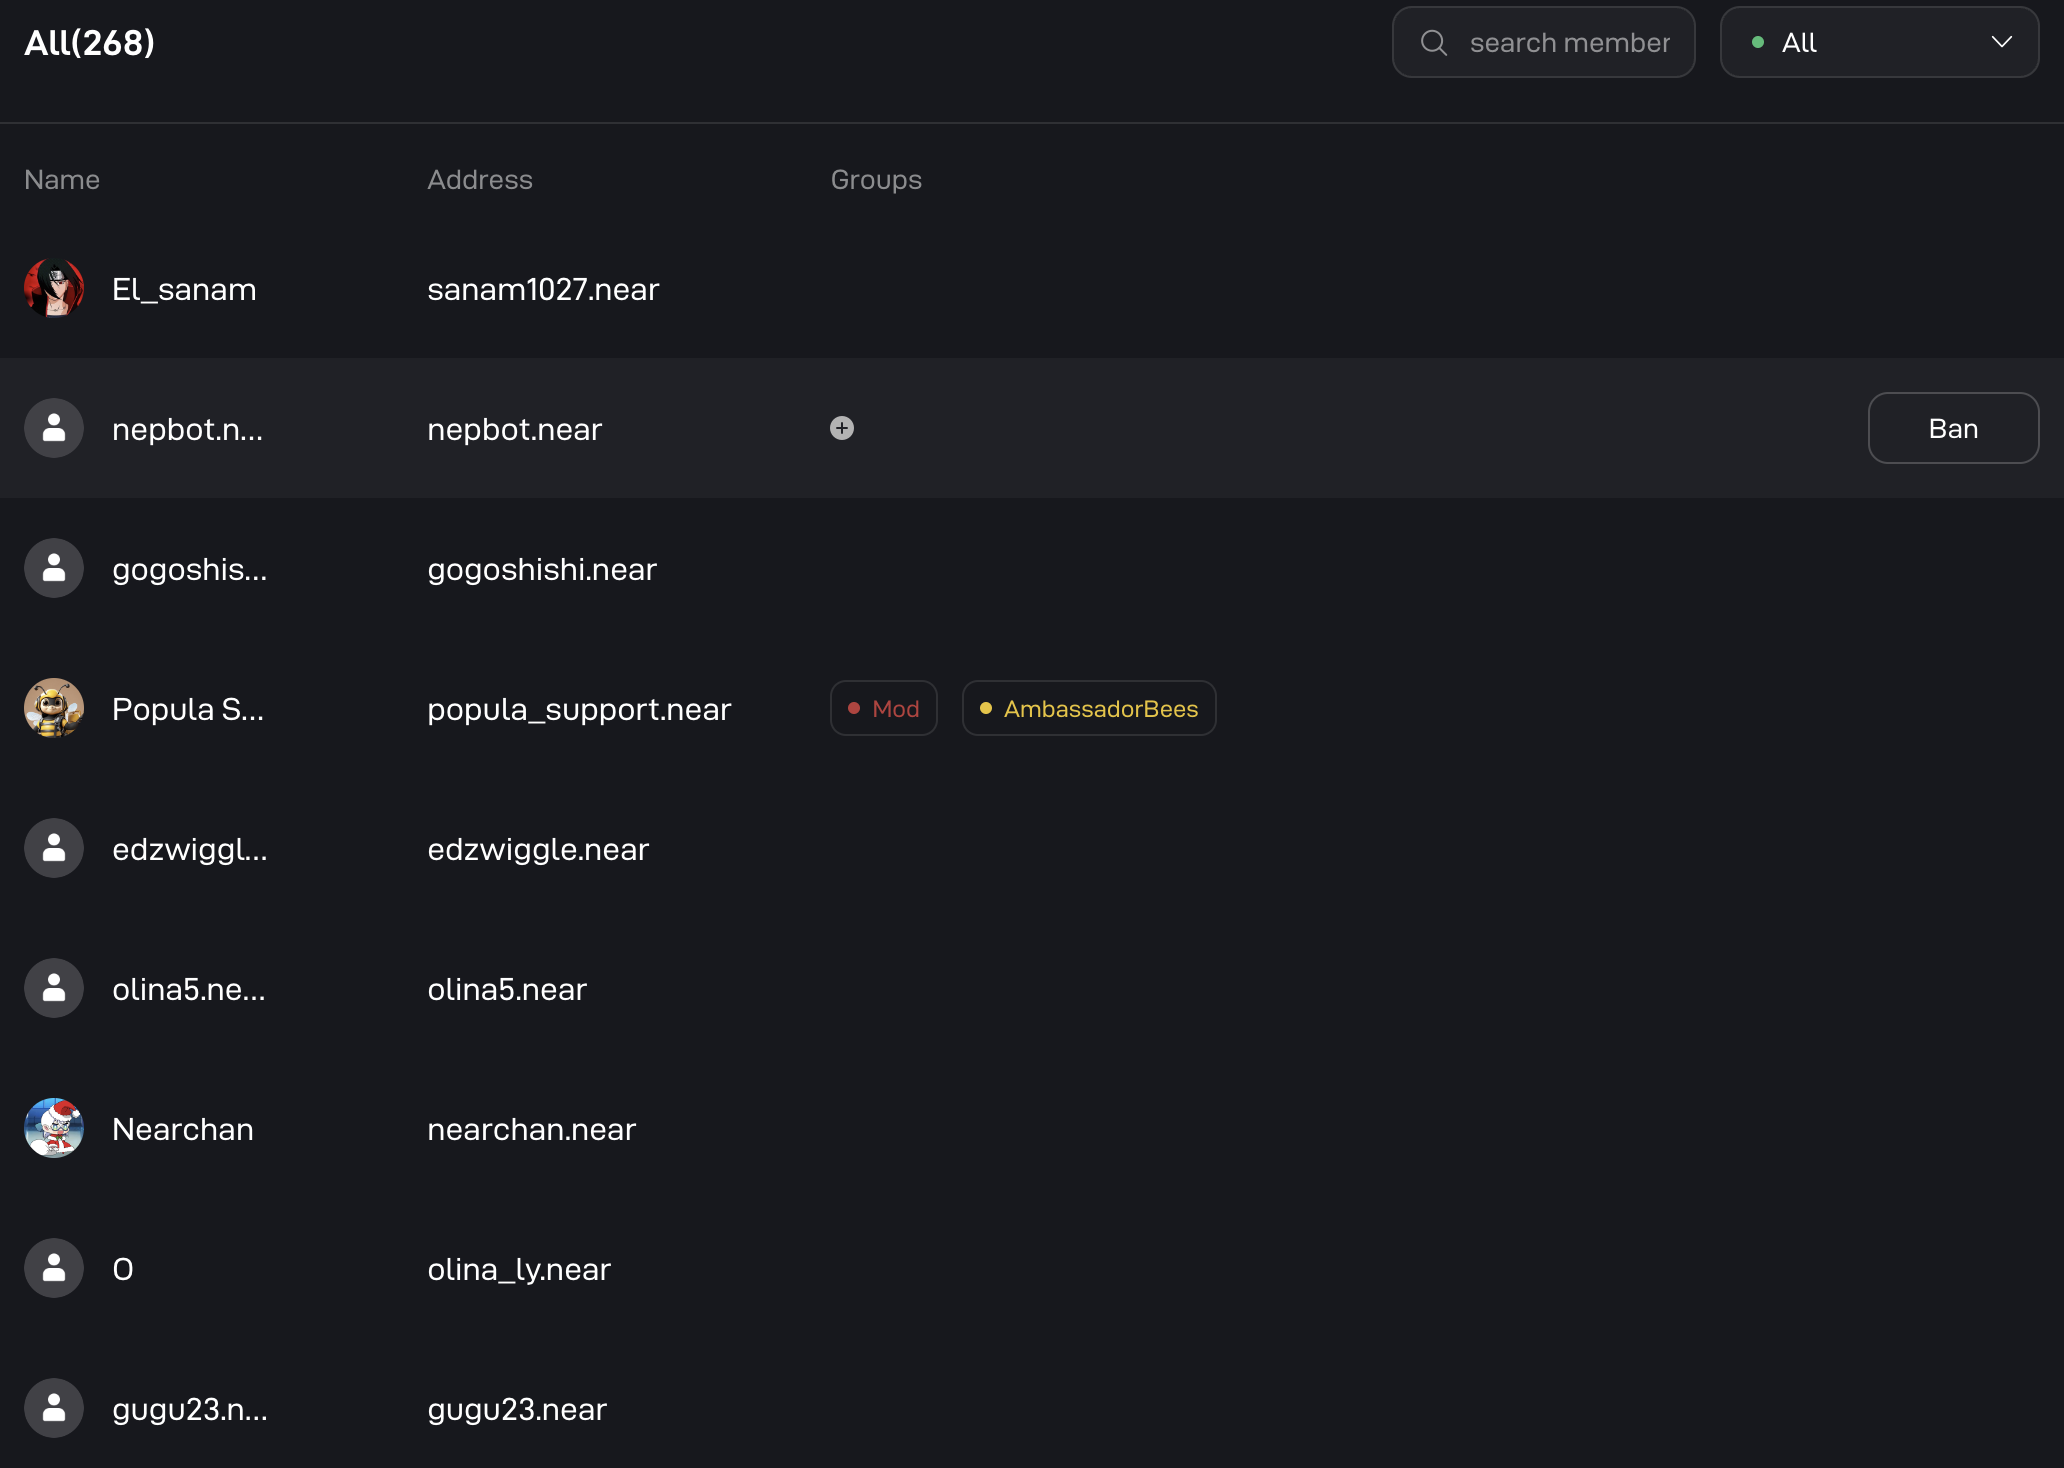 All(268)
search member
All
Name Address Groups
El_sanam sanam1027.near
nepbot.n... nepbot.near Ban
gogoshis... gogoshishi.near
Popula S... popula_support.near Mod AmbassadorBees
edzwiggl... edzwiggle.near
olina5.ne... olina5.near
Nearchan nearchan.near
O olina_ly.near
gugu23.n... gugu23.near